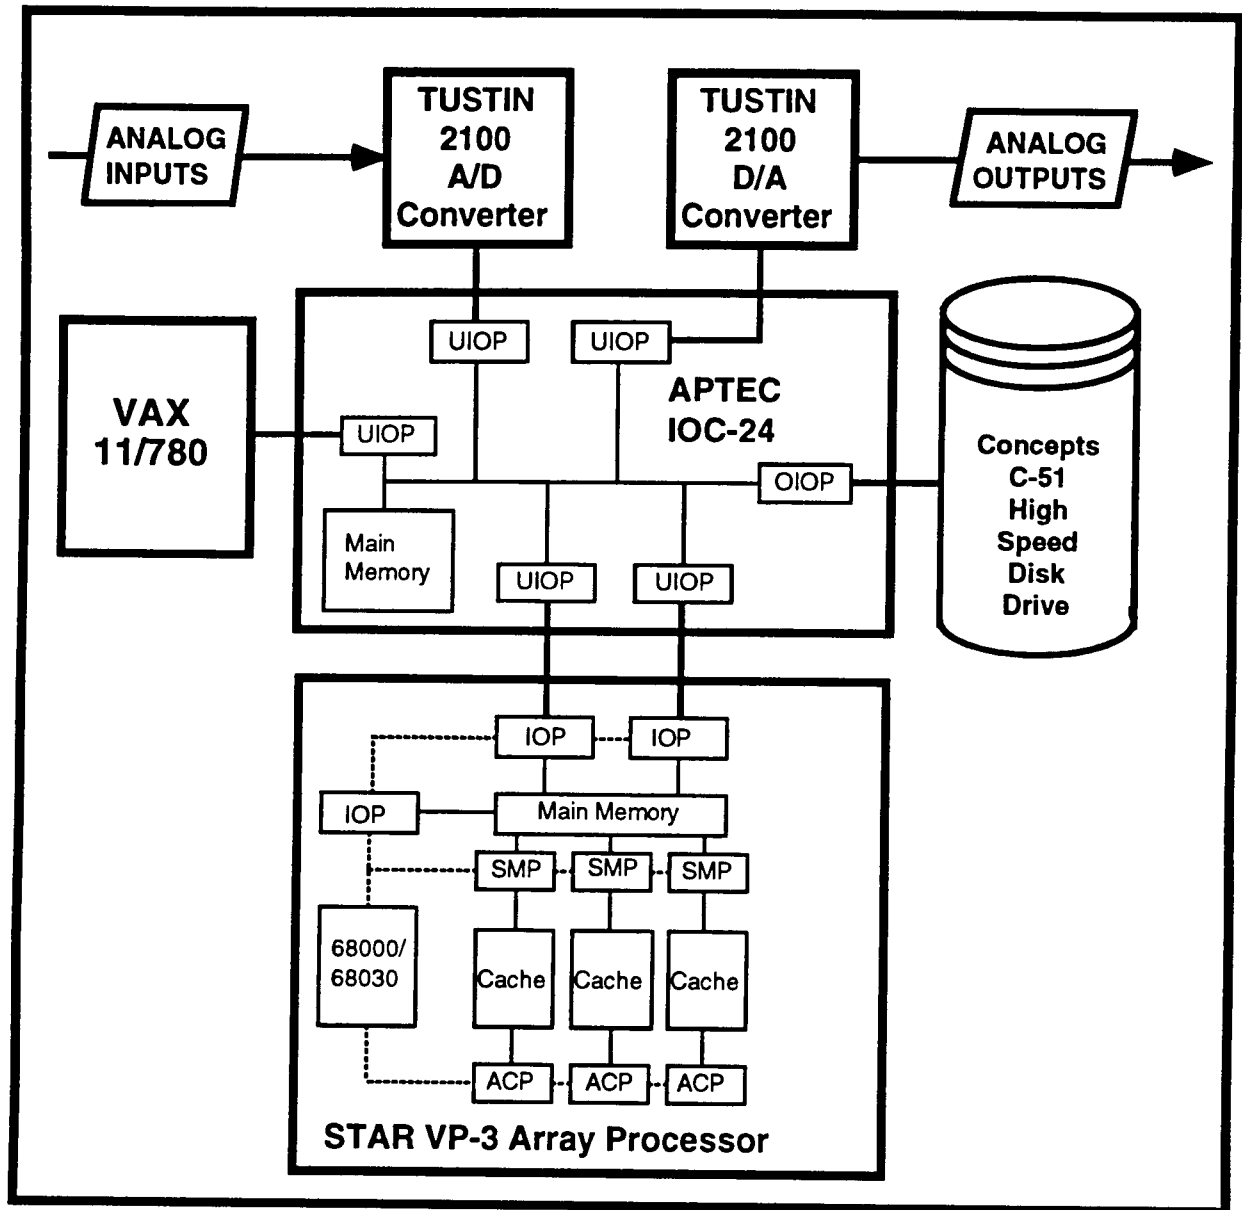 ANALOG
INPUTS
TUSTIN
2100
A/D
Converter
TUSTIN
2100
D/A
Converter
ANALOG
OUTPUTS
VAX
11/780
UIOP
UIOP
UIOP
APTEC
IOC-24
OIOP
Main
Memory
UIOP
UIOP
Concepts
C-51
High
Speed
Disk
Drive
IOP
IOP
IOP
Main Memory
SMP
SMP
SMP
68000/
68030
Cache
Cache
Cache
ACP
ACP
ACP
STAR VP-3 Array Processor